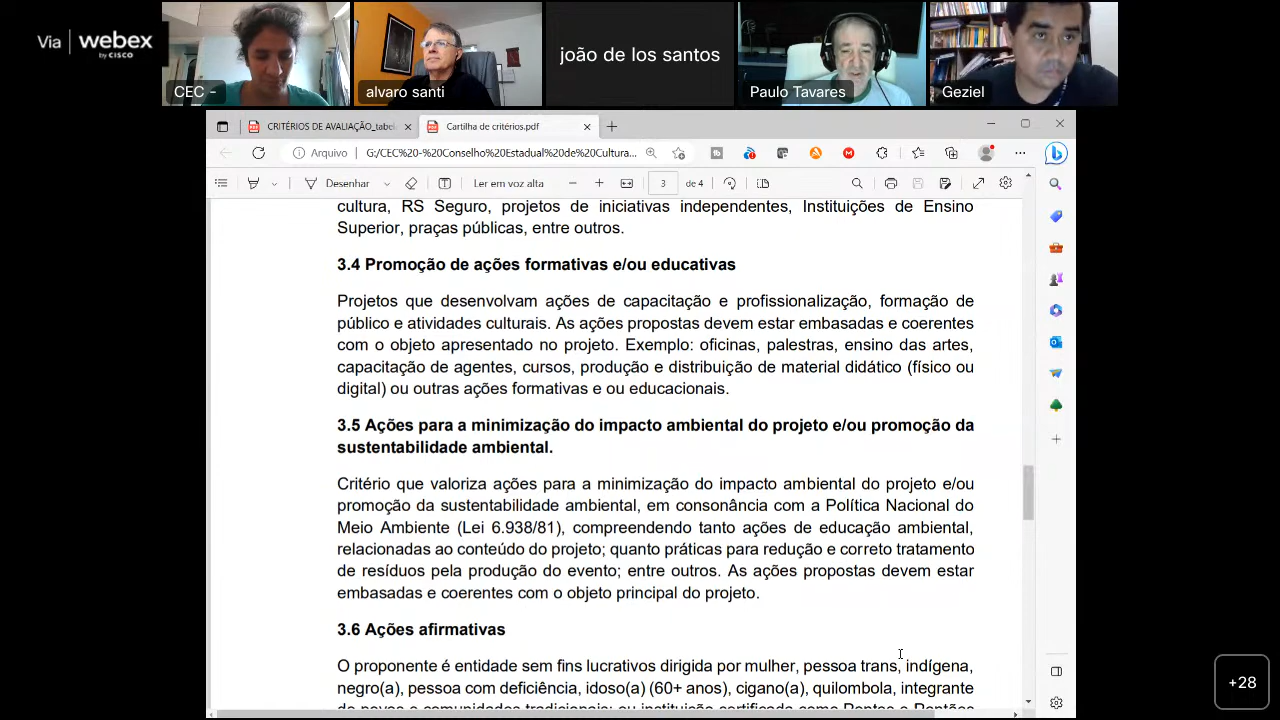 Via webex
by CISCO
CEC -
alvaro santi
joão de los santos
Paulo Tavares
Geziel
CRITÉRIOS DE AVALIAÇÃO_tabel
Cartilha de critérios.pdf
Arquivo
G:/CEC%20-%20Conselho%20Estadual%20de%20Cultura...
Desenhar
Ler em voz alta
3
de 4
cultura, RS Seguro, projetos de iniciativas independentes, Instituições de Ensino
Superior, praças públicas, entre outros.
3.4 Promoção de ações formativas e/ou educativas
Projetos que desenvolvam ações de capacitação e profissionalização, formação de
público e atividades culturais. As ações propostas devem estar embasadas e coerentes
com o objeto apresentado no projeto. Exemplo: oficinas, palestras, ensino das artes,
capacitação de agentes, cursos, produção e distribuição de material didático (físico ou
digital) ou outras ações formativas e ou educacionais.
3.5 Ações para a minimização do impacto ambiental do projeto e/ou promoção da
sustentabilidade ambiental.
Critério que valoriza ações para a minimização do impacto ambiental do projeto e/ou
promoção da sustentabilidade ambiental, em consonância com a Política Nacional do
Meio Ambiente (Lei 6.938/81), compreendendo tanto ações de educação ambiental,
relacionadas ao conteúdo do projeto; quanto práticas para redução e correto tratamento
de resíduos pela produção do evento; entre outros. As ações propostas devem estar
embasadas e coerentes com o objeto principal do projeto.
3.6 Ações afirmativas
O proponente é entidade sem fins lucrativos dirigida por mulher, pessoa trans, indígena,
negro(a), pessoa com deficiência, idoso(a) (60+ anos), cigano(a), quilombola, integrante
de povos e comunidades tradicionais; ou instituição certificada como Pontos e Pontões
+28